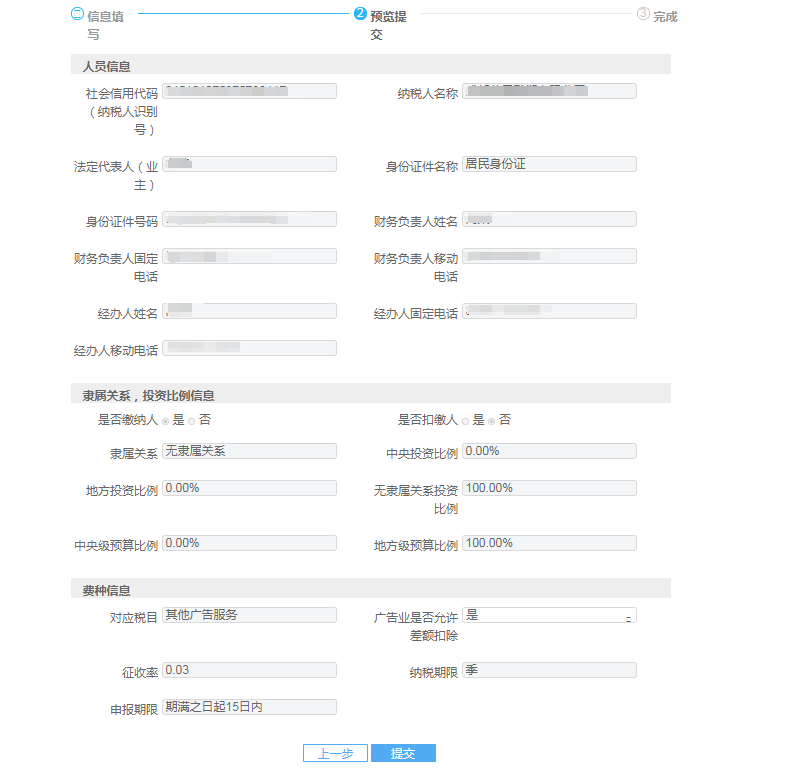 信息填写
2 预览提交
3 完成
人员信息
社会信用代码（纳税人识别号）
纳税人名称
法定代表人（业主）
身份证件名称 居民身份证
身份证件号码
财务负责人姓名
财务负责人固定电话
财务负责人移动电话
经办人姓名
经办人固定电话
经办人移动电话
隶属关系，投资比例信息
是否缴纳人 是 否
是否扣缴人 是 否
隶属关系 无隶属关系
中央投资比例 0.00%
地方投资比例 0.00%
无隶属关系投资比例 100.00%
中央级预算比例 0.00%
地方级预算比例 100.00%
费种信息
对应税目 其他广告服务
广告业是否允许差额扣除 是
征收率 0.03
纳税期限 季
申报期限 期满之日起15日内
上一步 提交